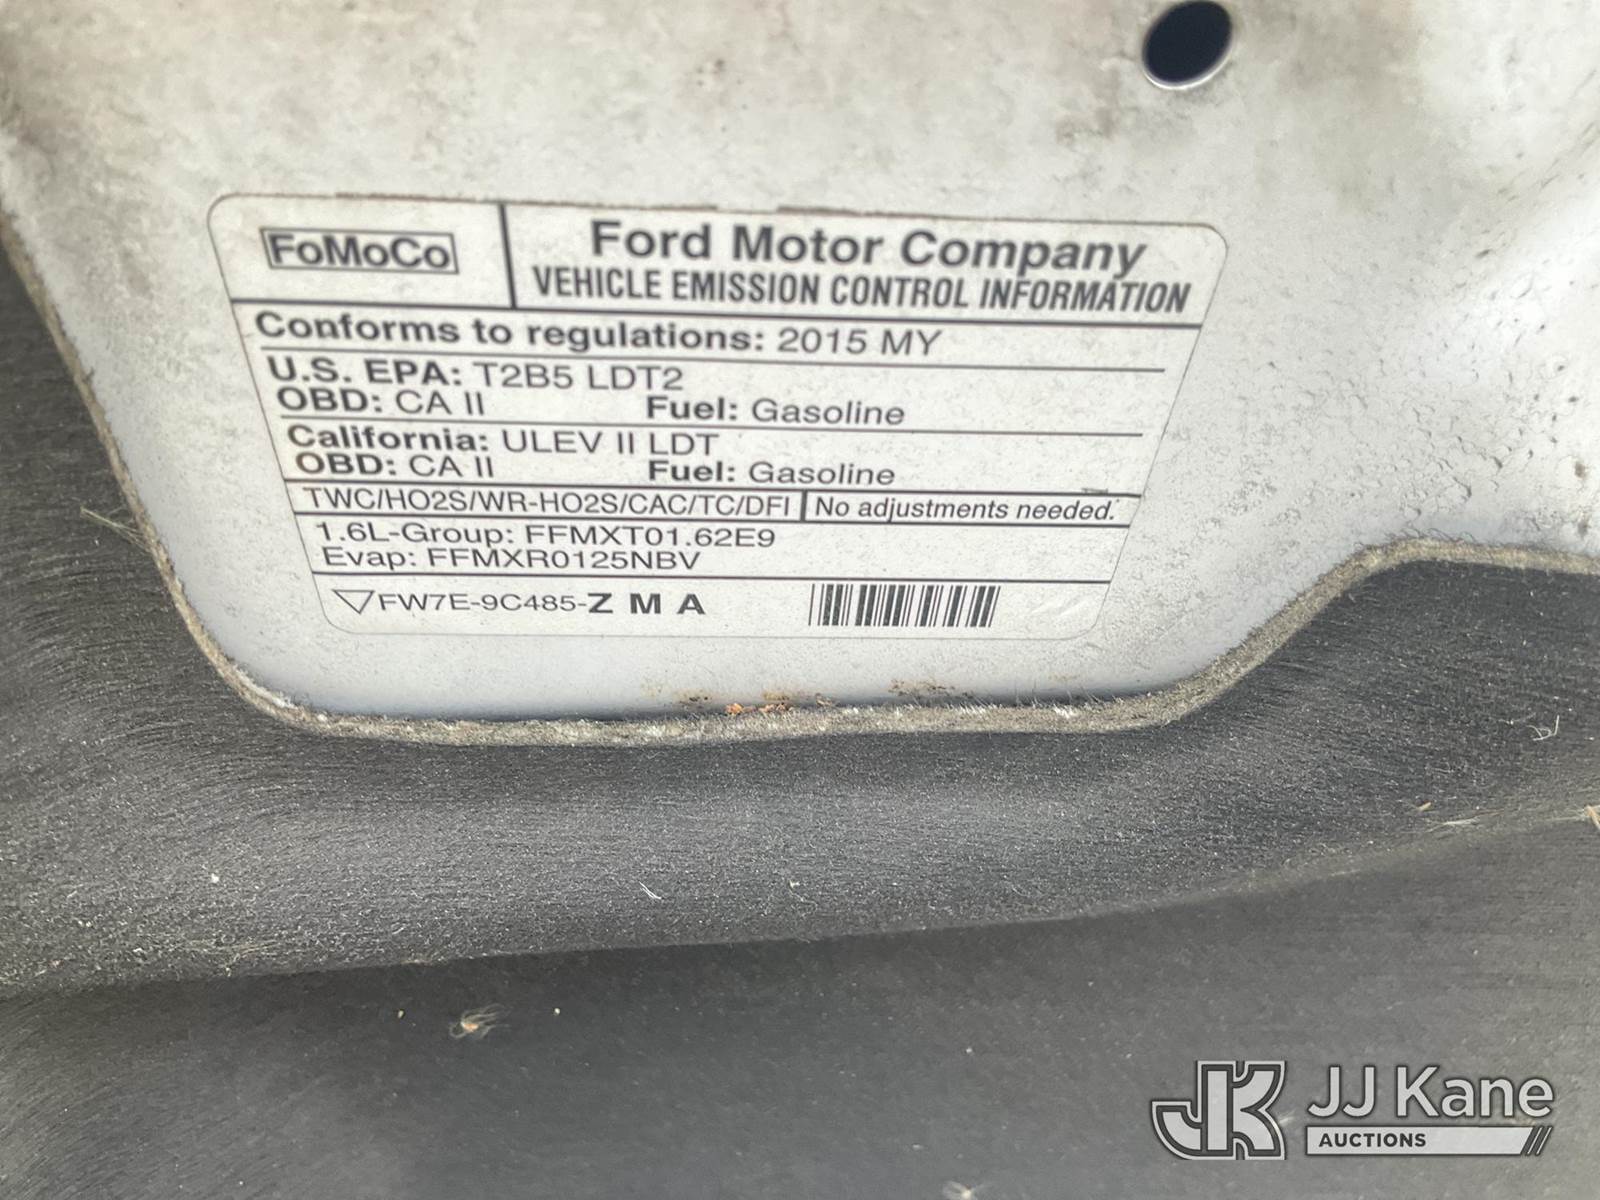 FoMoCo
Ford Motor Company
VEHICLE EMISSION CONTROL INFORMATION
Conforms to regulations: 2015 MY
U.S. EPA: T2B5 LDT2
OBD: CA II Fuel: Gasoline
California: ULEV II LDT
OBD: CA II Fuel: Gasoline
TWC/HO2S/WR-HO2S/CAC/TC/DFI No adjustments needed.
1.6L-Group: FFMXT01.62E9
Evap: FFMXR0125NBV
FW7E-9C485-Z M A
JK JJ Kane
AUCTIONS